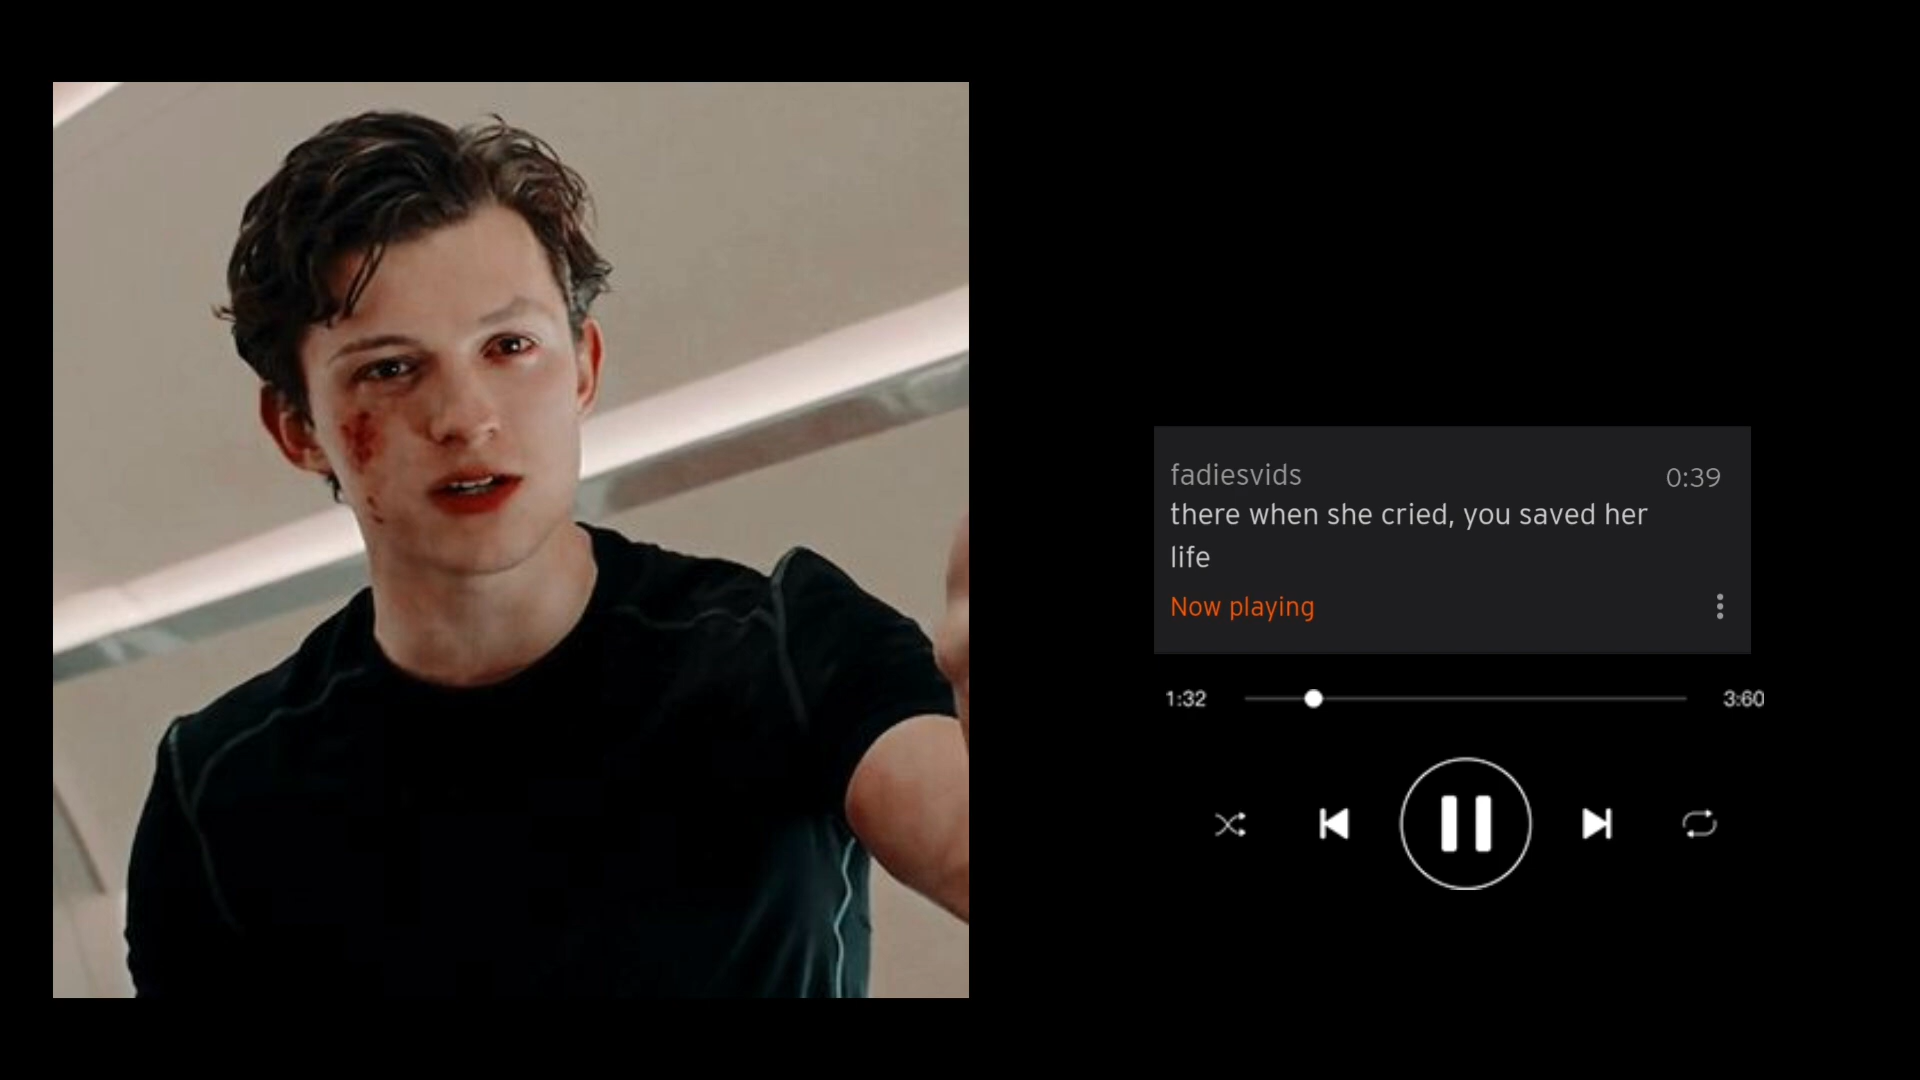 fadiesvids
0:39
there when she cried, you saved her
life
Now playing
1:32
3:60